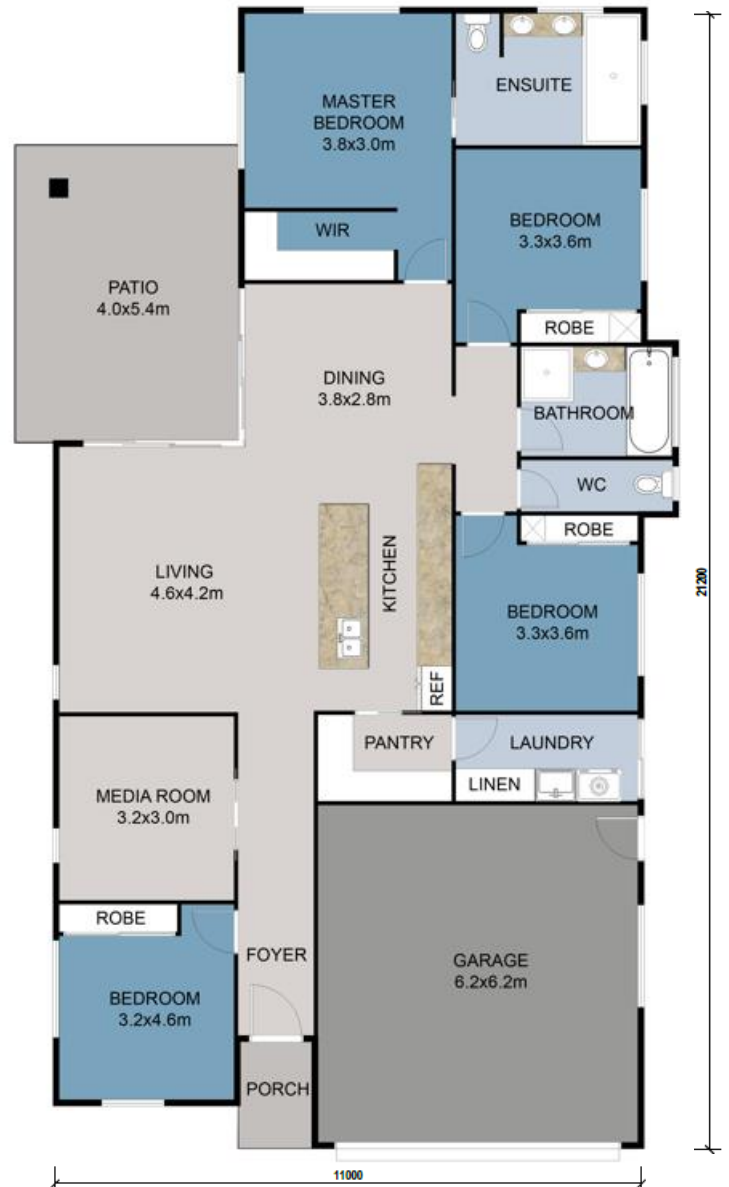 MASTER
BEDROOM
3.8x3.0m
ENSUITE
WIR
BEDROOM
3.3x3.6m
ROBE
PATIO
4.0x5.4m
DINING
3.8x2.8m
BATHROOM
WC
ROBE
KITCHEN
LIVING
4.6x4.2m
BEDROOM
3.3x3.6m
REF
PANTRY
LAUNDRY
LINEN
MEDIA ROOM
3.2x3.0m
ROBE
FOYER
BEDROOM
3.2x4.6m
GARAGE
6.2x6.2m
PORCH
21200
11000